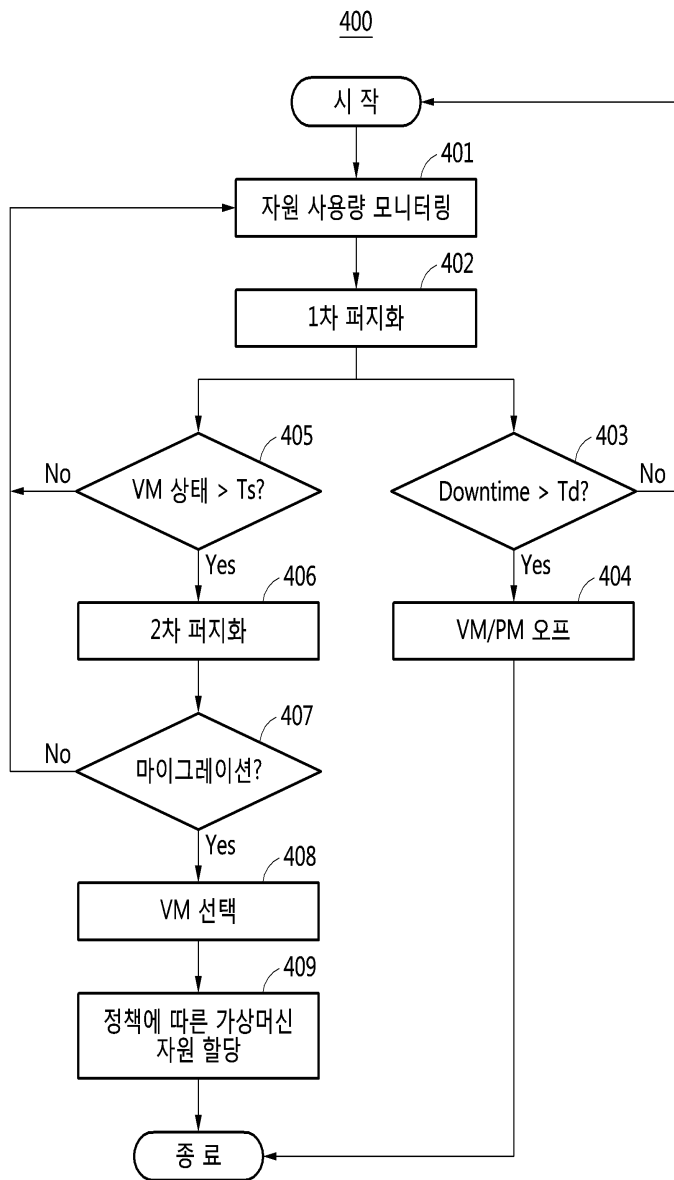 400
시 작
401
자원 사용량 모니터링
402
1차 퍼지화
405
403
No
VM 상태 > Ts?
Downtime > Td?
No
Yes
Yes
406
404
2차 퍼지화
VM/PM 오프
407
No
마이그레이션?
Yes
408
VM 선택
409
정책에 따른 가상머신
자원 할당
종 료